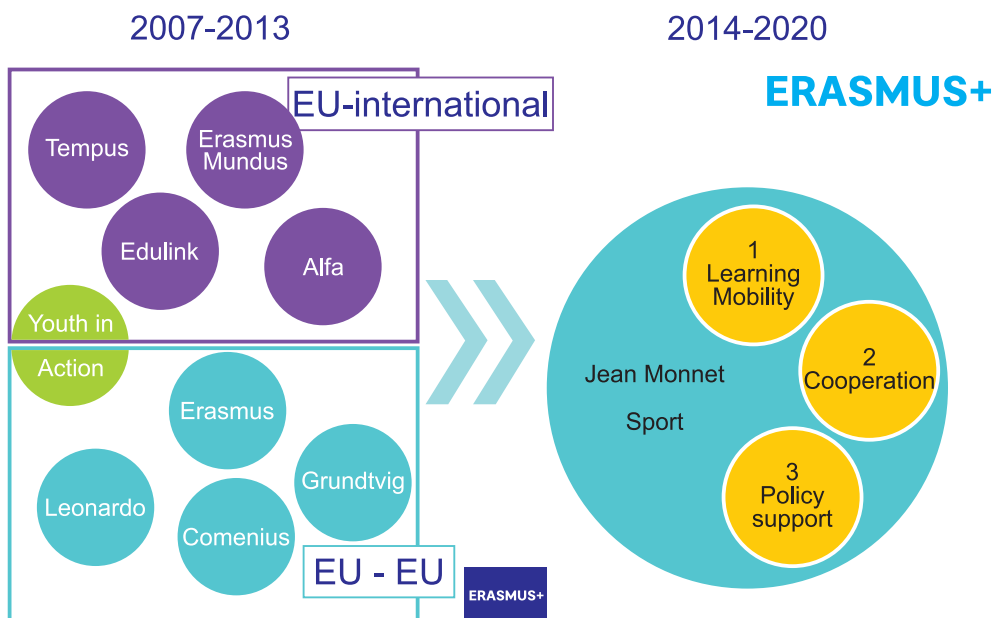 2007-2013
2014-2020
EU-international
ERASMUS+
Tempus
Erasmus
Mundus
Edulink
Alfa
Youth in
Action
Erasmus
Grundtvig
Leonardo
Comenius
EU - EU
ERASMUS+
1
Learning
Mobility
2
Cooperation
Jean Monnet
Sport
3
Policy
support